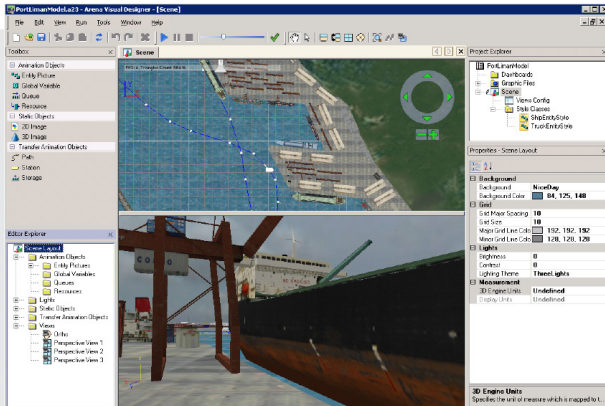 PortLimanModel.a23 - Arena Visual Designer - [Scene]
File Edit View Run Tools Window Help
Toolbox
Animation Objects
Entity Picture
Global Variable
Queue
Resource
Static Objects
2D Image
3D Image
Transfer Animation Objects
Path
Station
Storage
Editor Explorer
Scene Layout
Animation Objects
Entity Pictures
Global Variables
Queues
Resources
Lights
Static Objects
Transfer Animation Objects
Views
Ortho
Perspective View 1
Perspective View 2
Perspective View 3
Scene
Project Explorer
PortLimanModel
Dashboards
Graphic Files
Scene
Views Config
Style Classes
ShipEntityStyle
TruckEntityStyle
Properties - Scene Layout
Background
Background NiceDay
Background Color 84, 125, 148
Grid
Grid Major Spacing 10
Grid Size 10
Major Grid Line Colo 192, 192, 192
Minor Grid Line Colo 128, 128, 128
Lights
Brightness 0
Contrast 0
Lighting Theme ThreeLights
Measurement
3D Engine Units Undefined
Display Units Undefined
3D Engine Units
Specifies the unit of measure which is mapped to t...